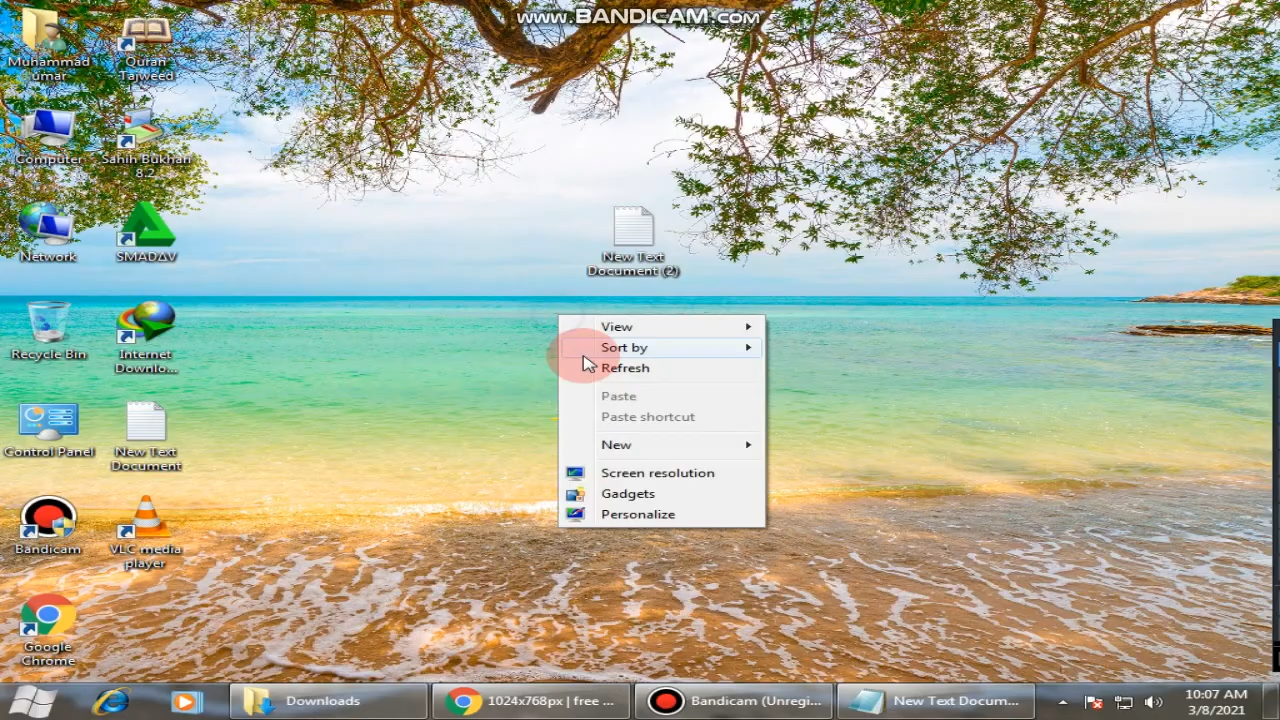 www.BANDICAM.com
Muhammad
umar
Quran
Tajweed
Computer
Sahih Bukhari
8.2
Network
SMADΔV
New Text
Document (2)
Recycle Bin
Internet
Downlo...
View
Sort by
Refresh
Paste
Paste shortcut
New
Screen resolution
Gadgets
Personalize
Control Panel
New Text
Document
Bandicam
VLC media
player
Google
Chrome
Downloads
1024x768px | free ...
Bandicam (Unregi...
New Text Docum...
10:07 AM
3/8/2021